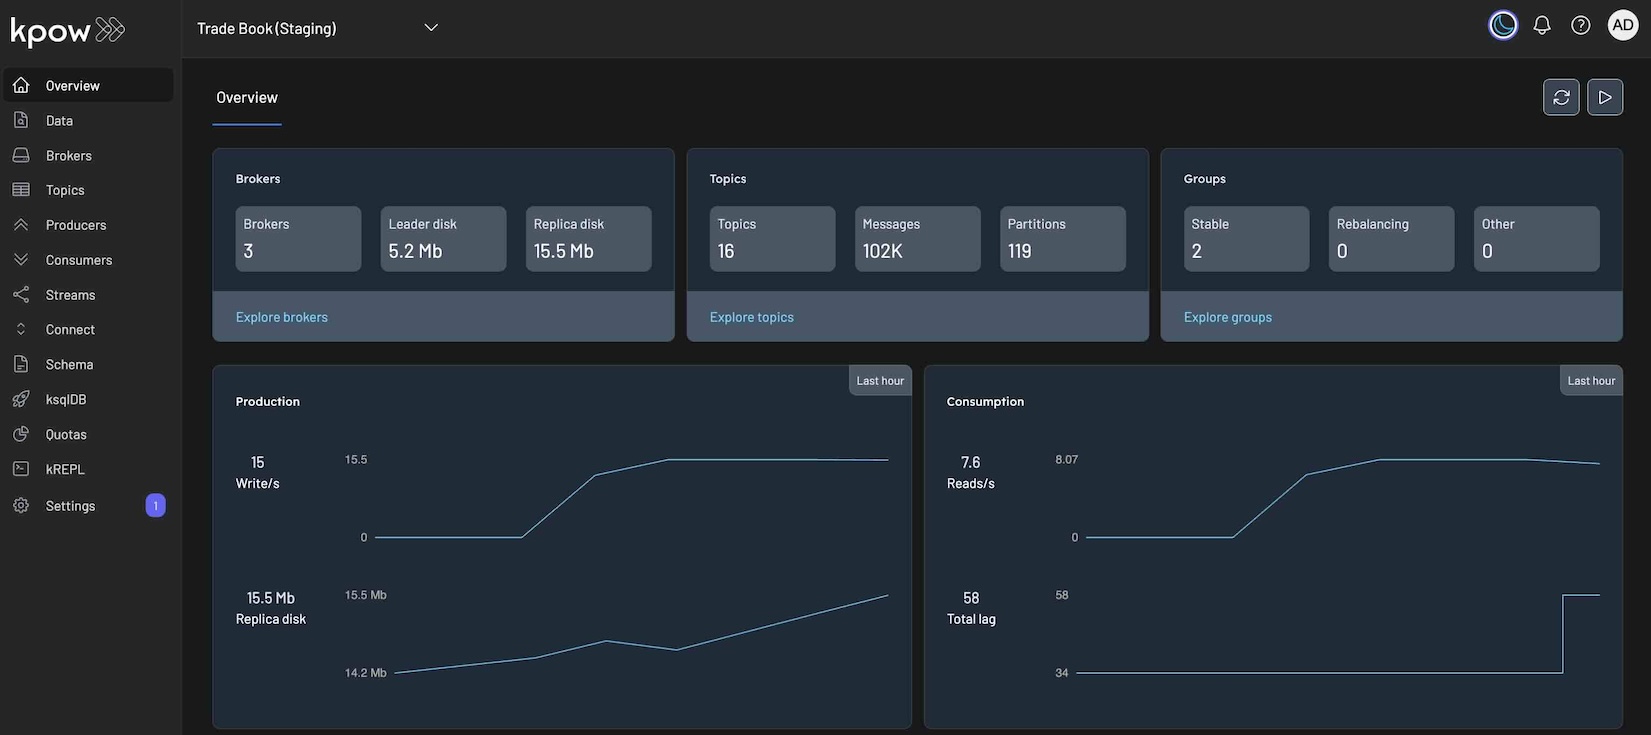 kpow
Trade Book (Staging)
AD
Overview
Data
Brokers
Topics
Producers
Consumers
Streams
Connect
Schema
ksqlDB
Quotas
kREPL
Settings
1
Overview
Brokers
Brokers
3
Leader disk
5.2 Mb
Replica disk
15.5 Mb
Explore brokers
Topics
Topics
16
Messages
102K
Partitions
119
Explore topics
Groups
Stable
2
Rebalancing
0
Other
0
Explore groups
Last hour
Production
15
Write/s
15.5
0
15.5 Mb
Replica disk
15.5 Mb
14.2 Mb
Last hour
Consumption
7.6
Reads/s
8.07
0
58
Total lag
58
34